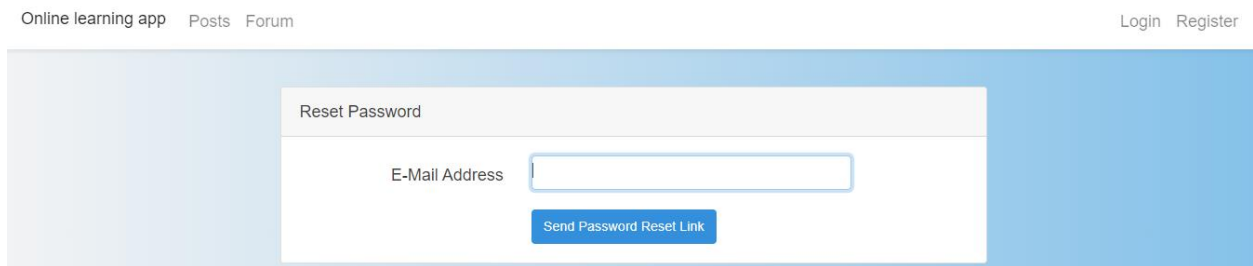 Online learning app Posts Forum Login Register
Reset Password
E-Mail Address
Send Password Reset Link